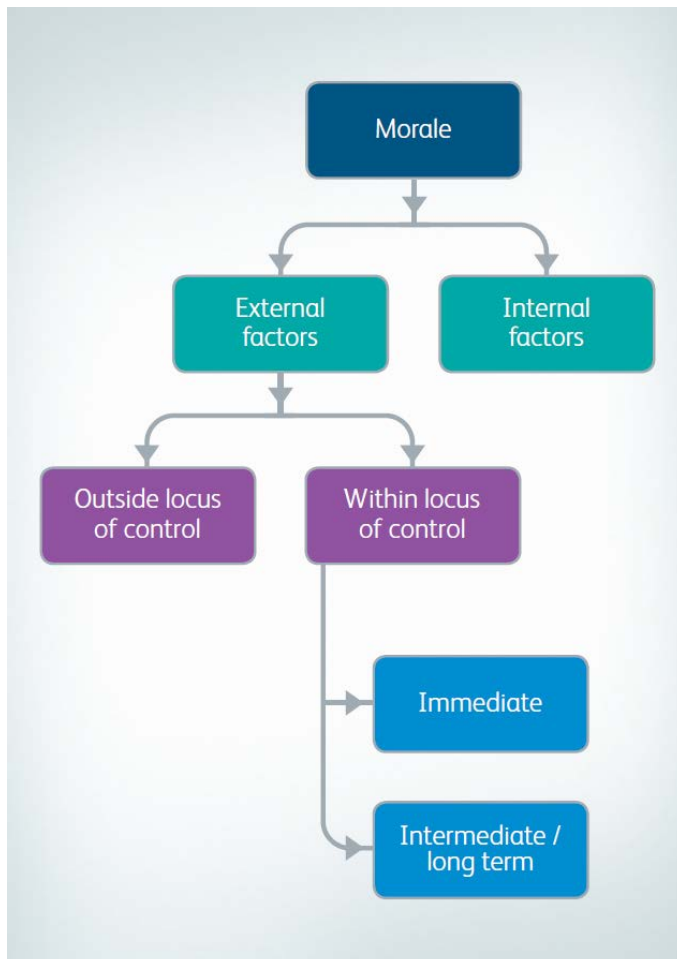 Morale
External
factors
Internal
factors
Outside locus
of control
Within locus
of control
Immediate
Intermediate /
long term